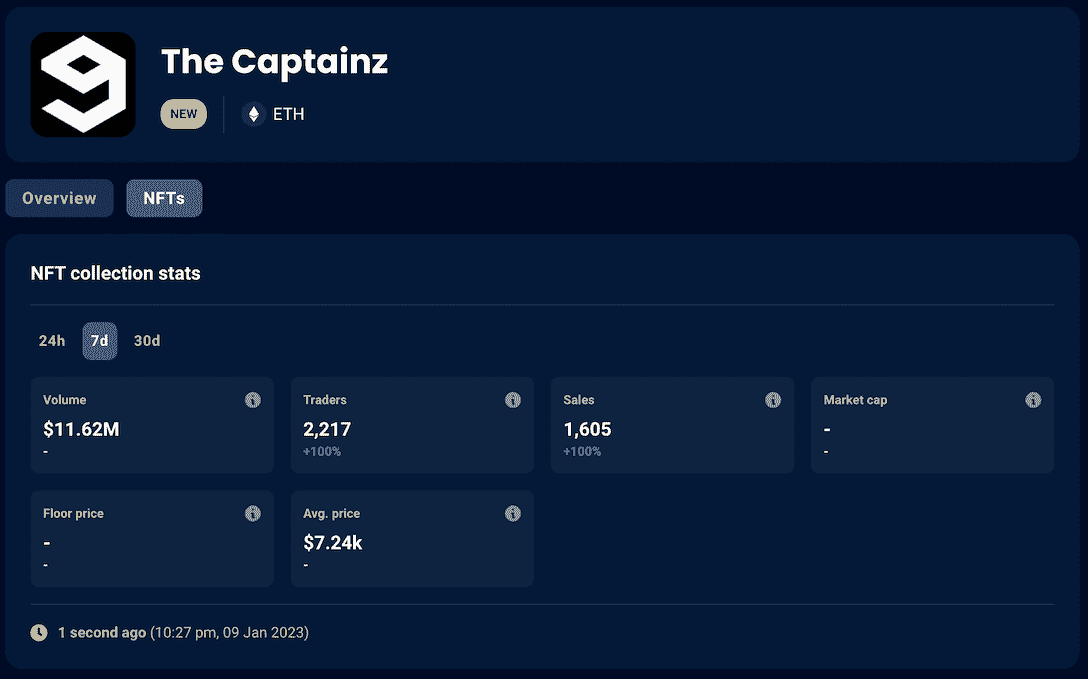 The Captainz
NEW ETH
Overview NFTs
NFT collection stats
24h 7d 30d
Volume
$11.62M
-
Traders
2,217
+100%
Sales
1,605
+100%
Market cap
-
-
Floor price
-
-
Avg. price
$7.24k
-
1 second ago (10:27 pm, 09 Jan 2023)